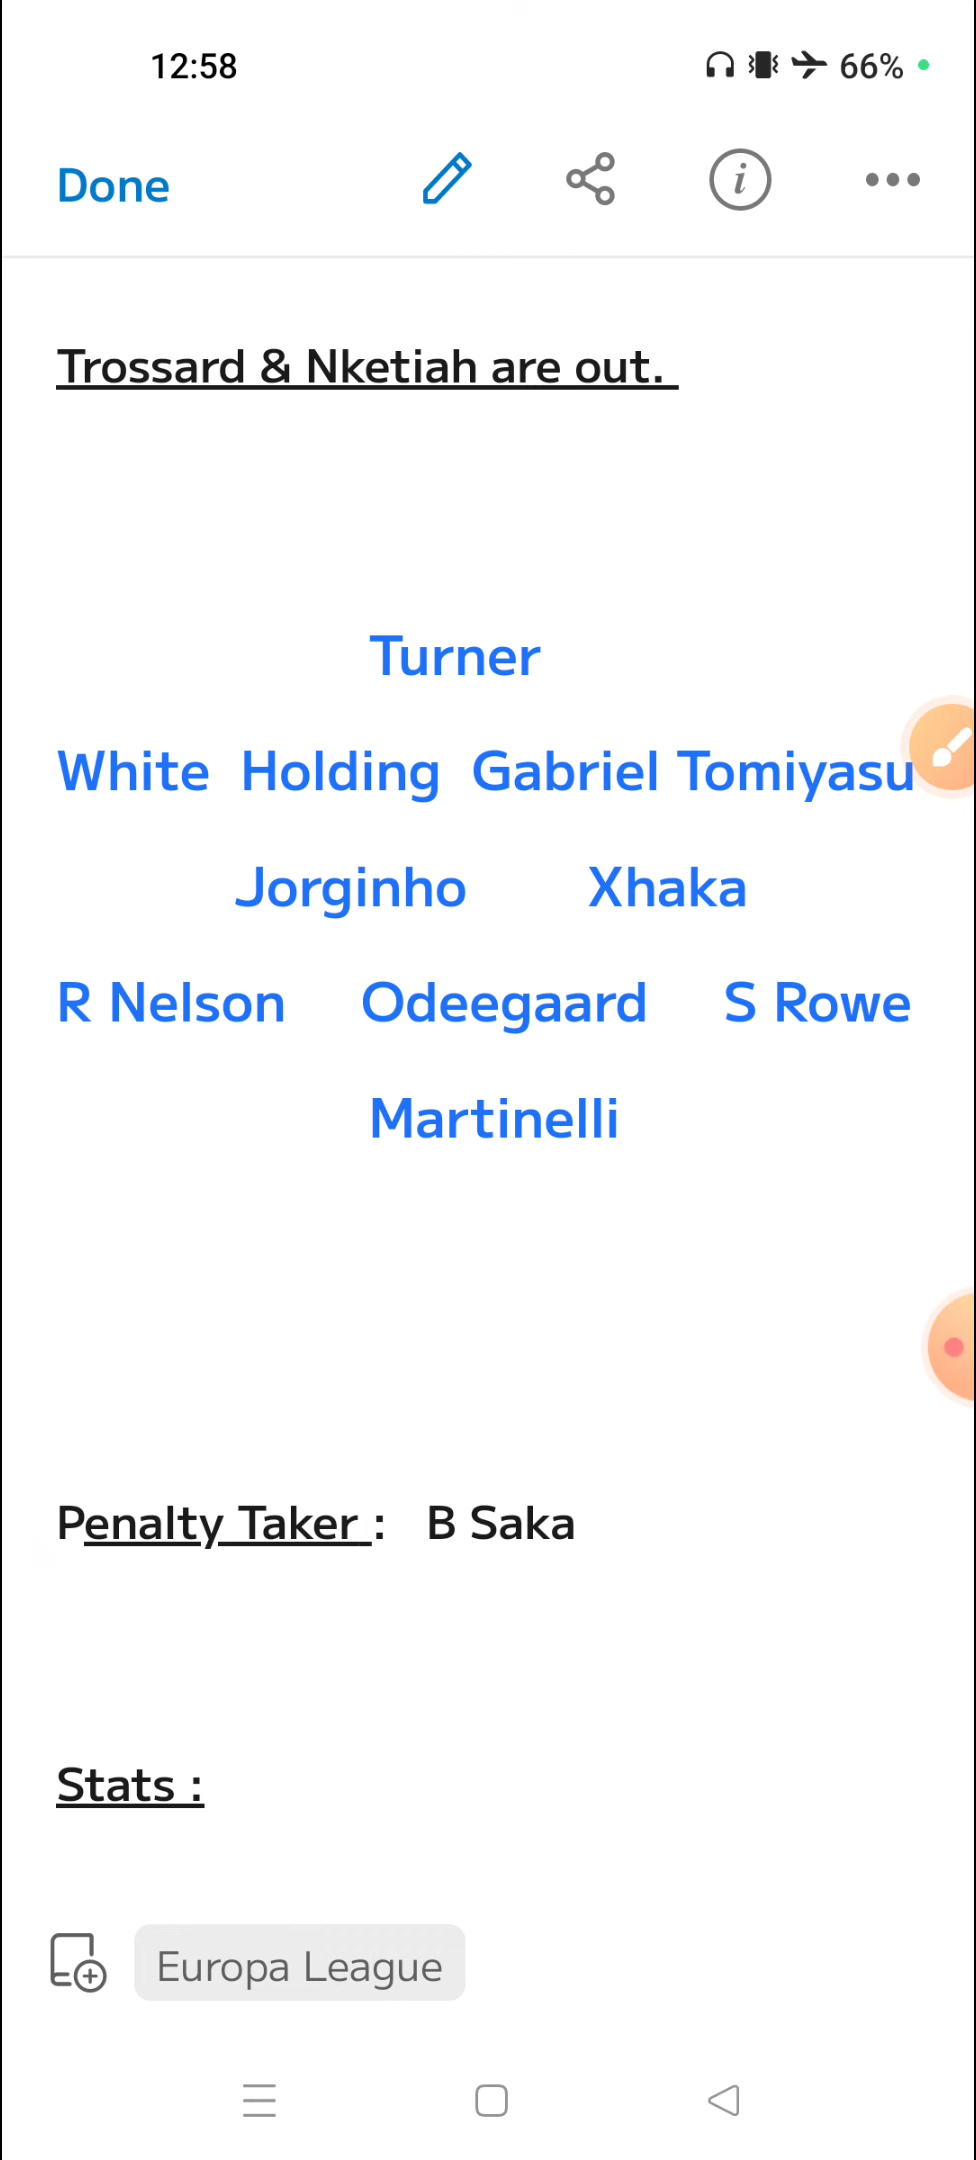 12:58 66%
Done
Trossard & Nketiah are out.
Turner
White Holding Gabriel Tomiyasu
Jorginho Xhaka
R Nelson Odeegaard S Rowe
Martinelli
Penalty Taker : B Saka
Stats :
Europa League